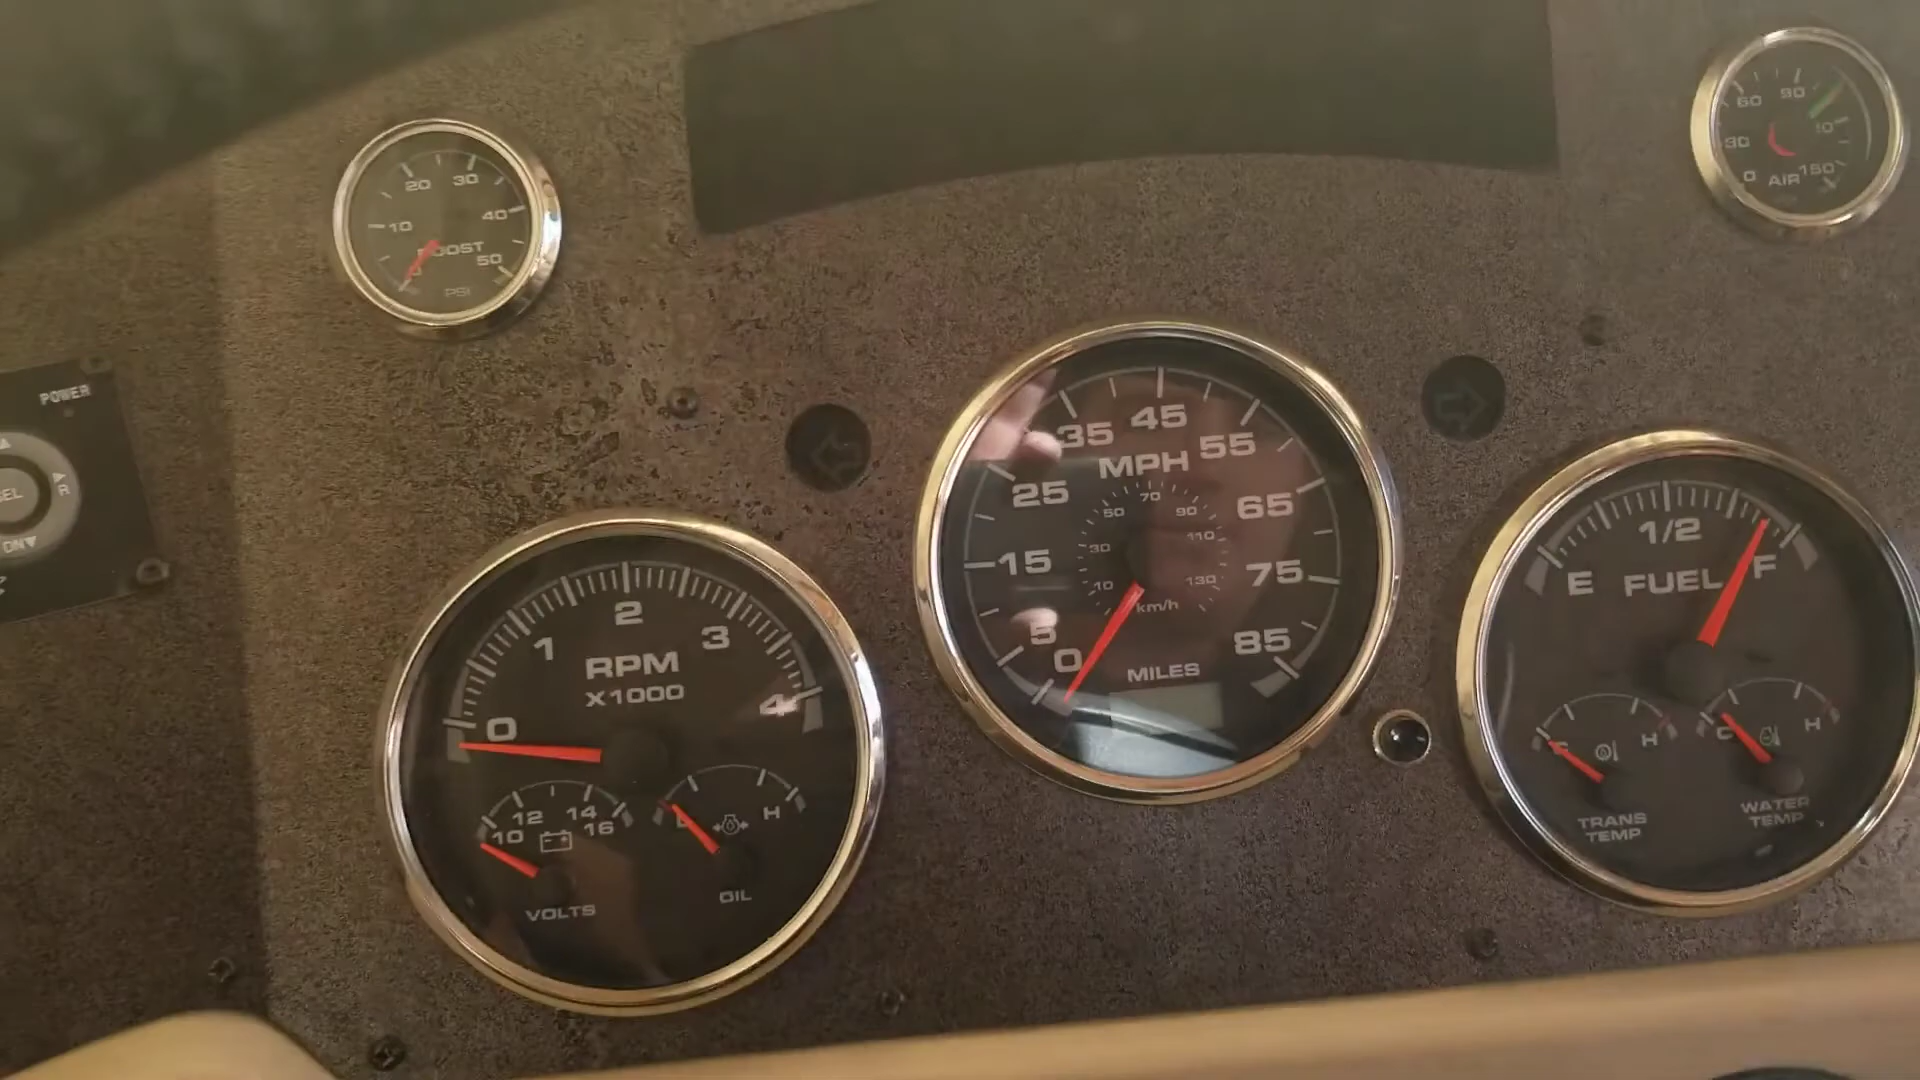 20 30
10 40
BOOST
0 50
PSI
60 90
30
0 AIR 150
POWER
SEL
R
DN
35 45 55
MPH
25 65
15 75
5
0 85
50 70 90
30 110
10 130
km/h
MILES
1 2 3
RPM
X1000
0 4
12 14
10 16
VOLTS
H
OIL
1/2
E FUEL F
H
C H
TRANS
TEMP
WATER
TEMP